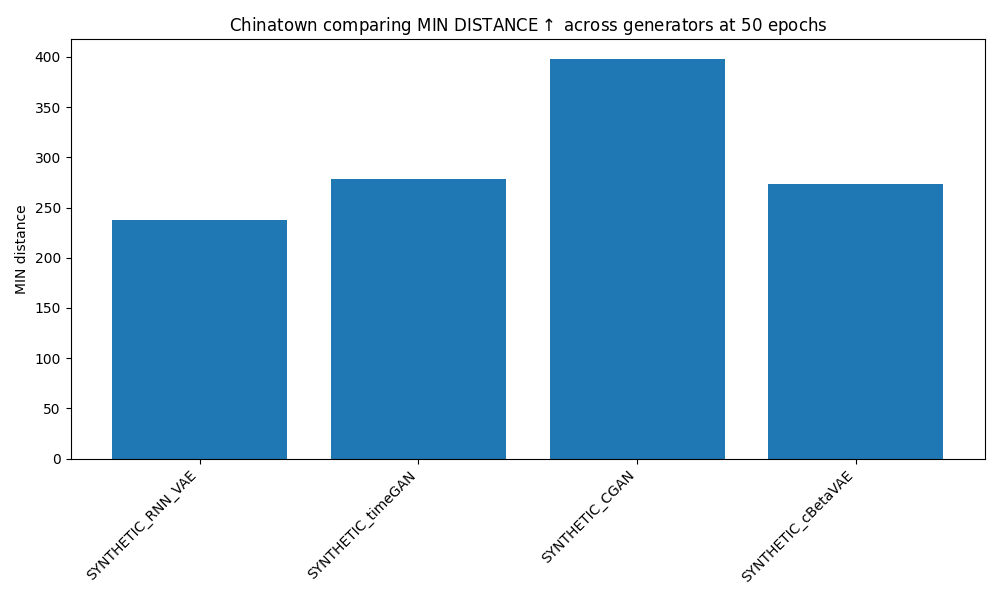 Chinatown comparing MIN DISTANCE ↑ across generators at 50 epochs
MIN distance
400
350
300
250
200
150
100
50
0
SYNTHETIC_RNN_VAE
SYNTHETIC_timeGAN
SYNTHETIC_CGAN
SYNTHETIC_cBetaVAE